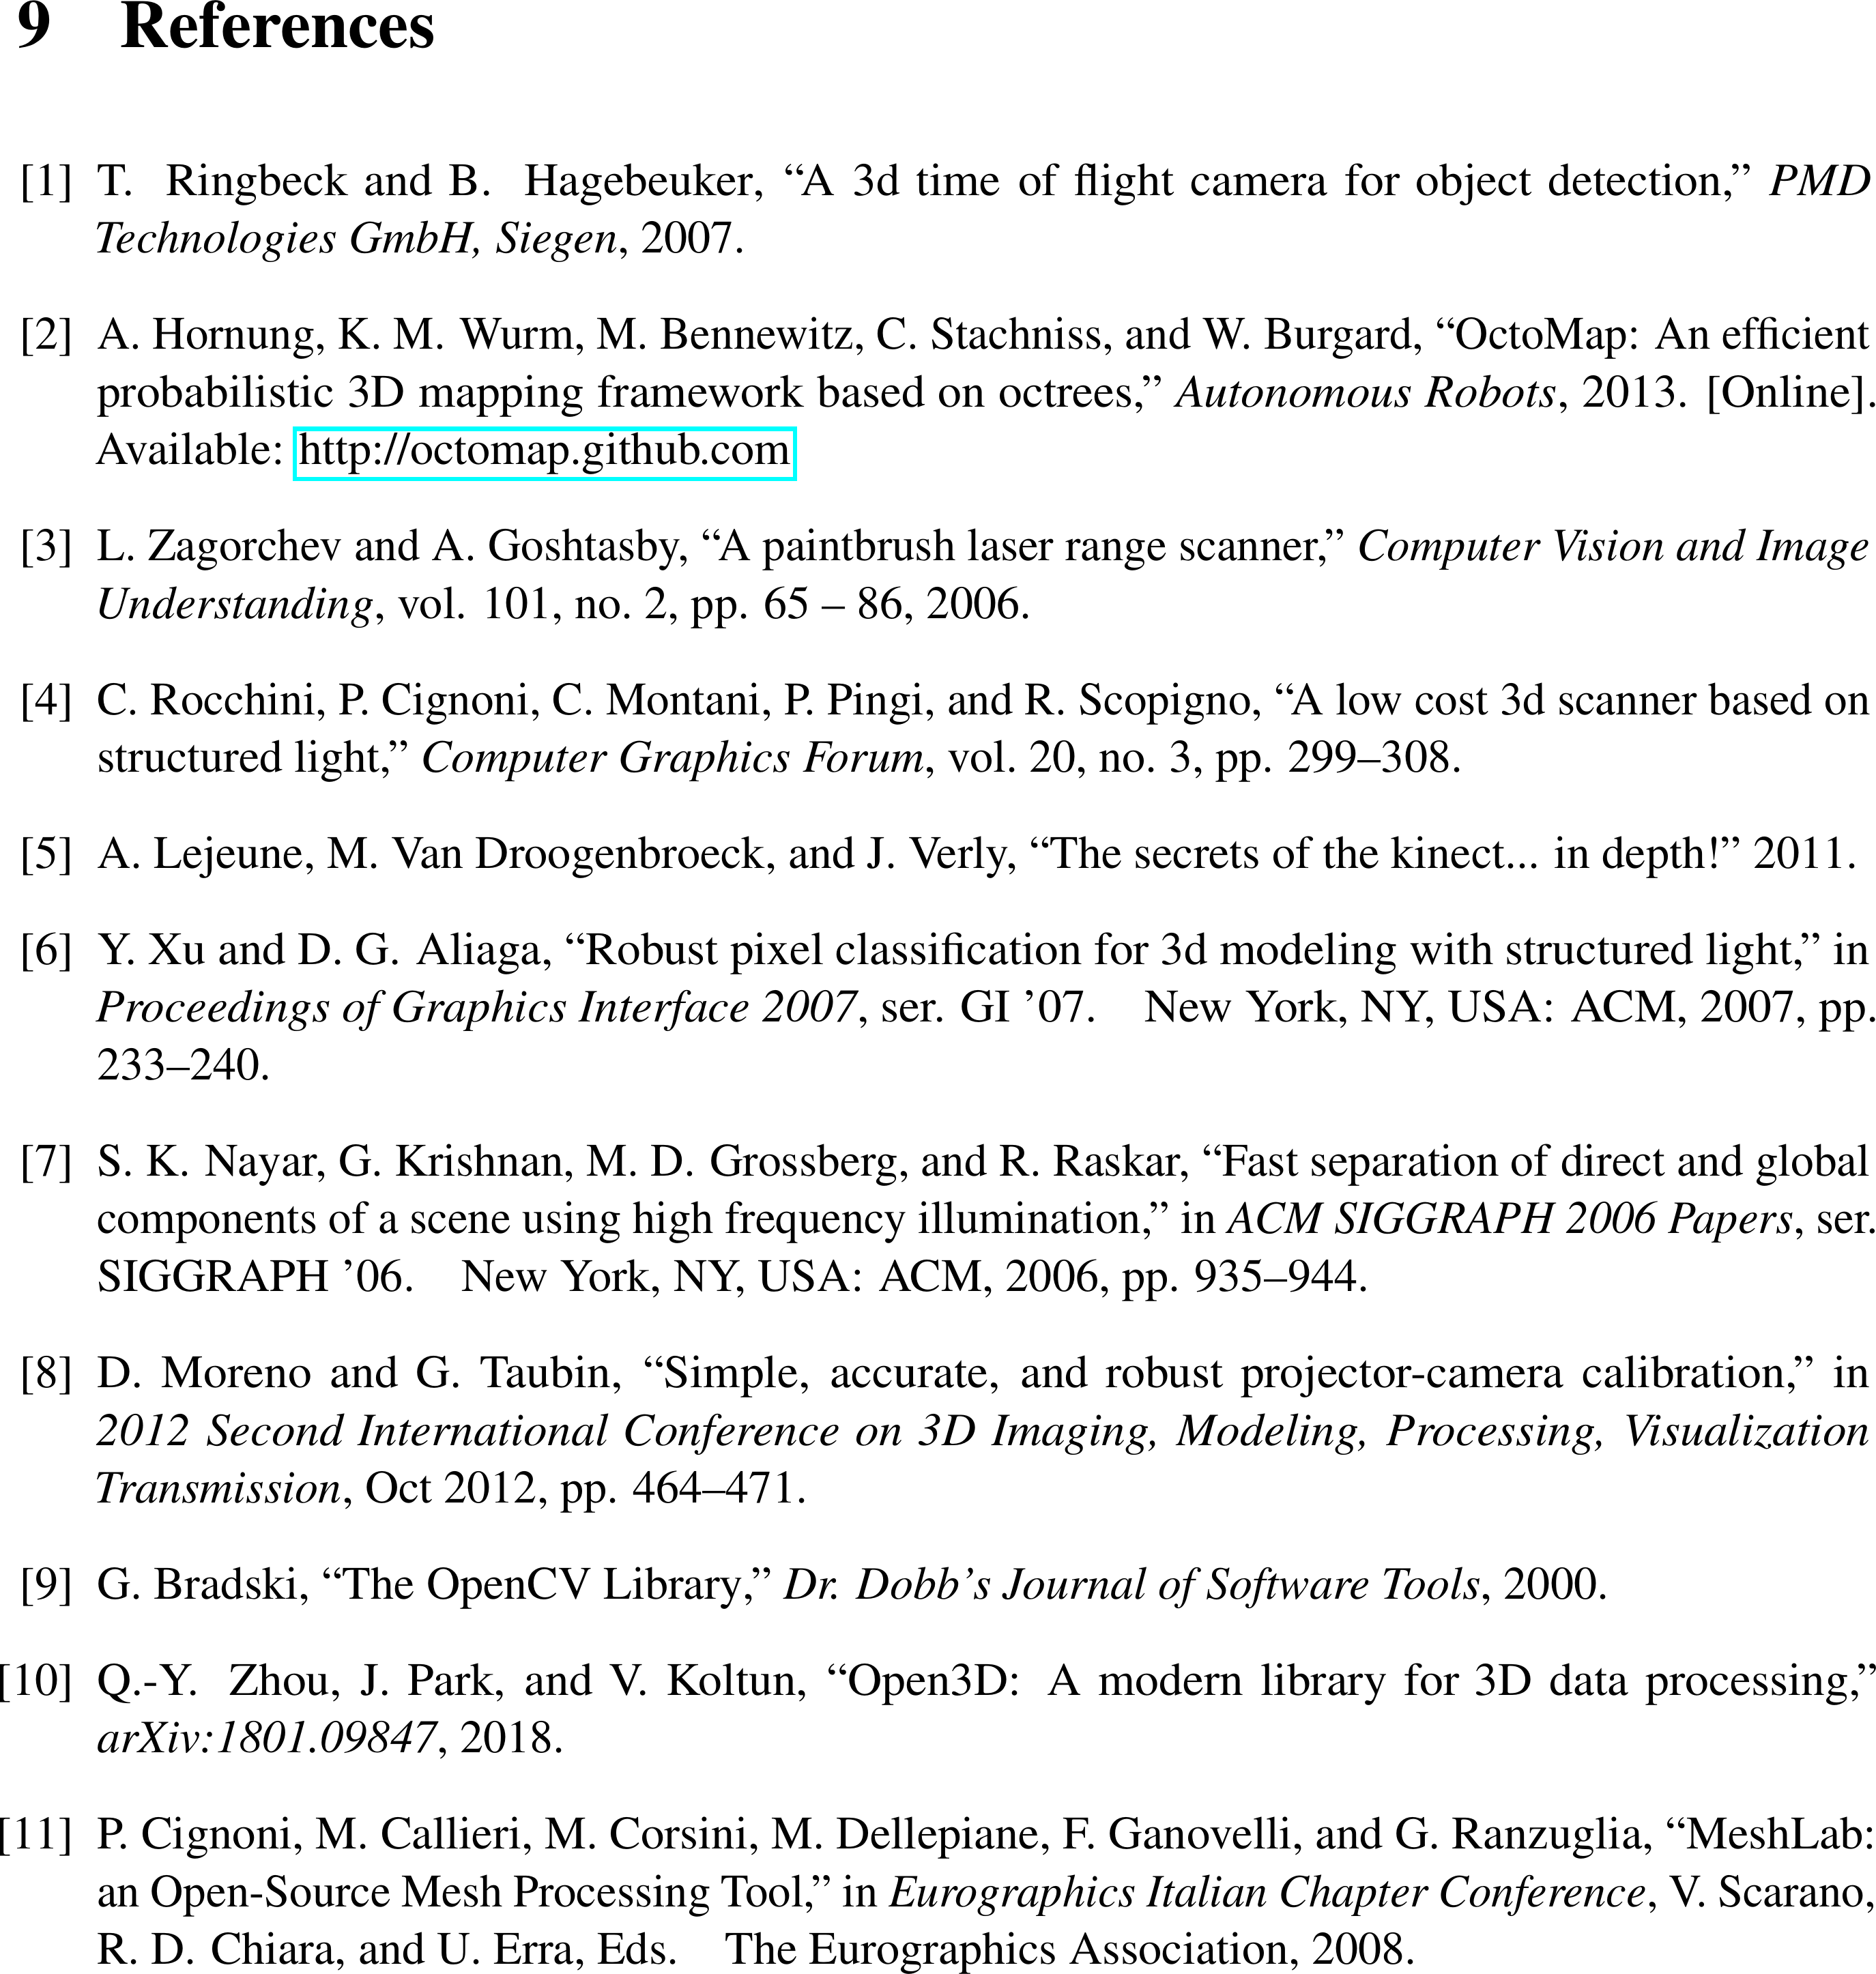 9 References
[1] T. Ringbeck and B. Hagebeuker, “A 3d time of flight camera for object detection,” PMD
Technologies GmbH, Siegen, 2007.
[2] A. Hornung, K. M. Wurm, M. Bennewitz, C. Stachniss, and W. Burgard, “OctoMap: An efficient
probabilistic 3D mapping framework based on octrees,” Autonomous Robots, 2013. [Online].
Available: http://octomap.github.com
[3] L. Zagorchev and A. Goshtasby, “A paintbrush laser range scanner,” Computer Vision and Image
Understanding, vol. 101, no. 2, pp. 65 – 86, 2006.
[4] C. Rocchini, P. Cignoni, C. Montani, P. Pingi, and R. Scopigno, “A low cost 3d scanner based on
structured light,” Computer Graphics Forum, vol. 20, no. 3, pp. 299–308.
[5] A. Lejeune, M. Van Droogenbroeck, and J. Verly, “The secrets of the kinect... in depth!” 2011.
[6] Y. Xu and D. G. Aliaga, “Robust pixel classification for 3d modeling with structured light,” in
Proceedings of Graphics Interface 2007, ser. GI ’07. New York, NY, USA: ACM, 2007, pp.
233–240.
[7] S. K. Nayar, G. Krishnan, M. D. Grossberg, and R. Raskar, “Fast separation of direct and global
components of a scene using high frequency illumination,” in ACM SIGGRAPH 2006 Papers, ser.
SIGGRAPH ’06. New York, NY, USA: ACM, 2006, pp. 935–944.
[8] D. Moreno and G. Taubin, “Simple, accurate, and robust projector-camera calibration,” in
2012 Second International Conference on 3D Imaging, Modeling, Processing, Visualization
Transmission, Oct 2012, pp. 464–471.
[9] G. Bradski, “The OpenCV Library,” Dr. Dobb’s Journal of Software Tools, 2000.
[10] Q.-Y. Zhou, J. Park, and V. Koltun, “Open3D: A modern library for 3D data processing,”
arXiv:1801.09847, 2018.
[11] P. Cignoni, M. Callieri, M. Corsini, M. Dellepiane, F. Ganovelli, and G. Ranzuglia, “MeshLab:
an Open-Source Mesh Processing Tool,” in Eurographics Italian Chapter Conference, V. Scarano,
R. D. Chiara, and U. Erra, Eds. The Eurographics Association, 2008.